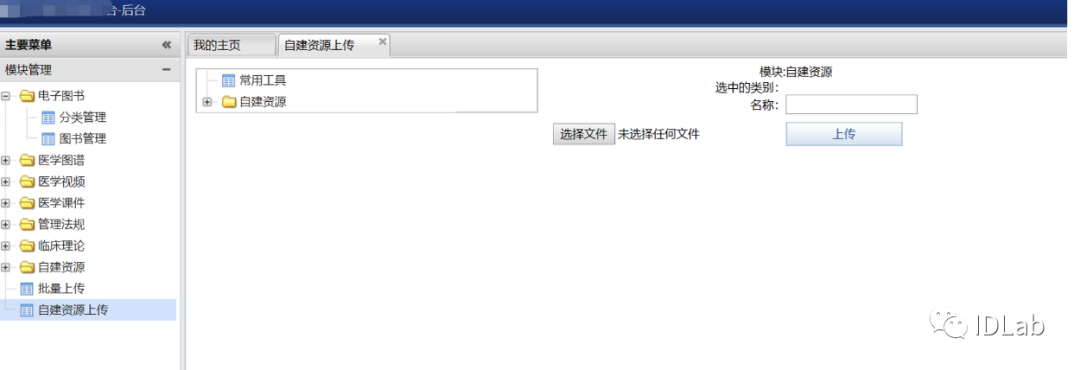 台-后台
主要菜单
模块管理
电子图书
分类管理
图书管理
医学图谱
医学视频
医学课件
管理法规
临床理论
自建资源
批量上传
自建资源上传
我的主页
自建资源上传
常用工具
自建资源
模块:自建资源
选中的类别：
名称：
选择文件 未选择任何文件
上传
IDLab